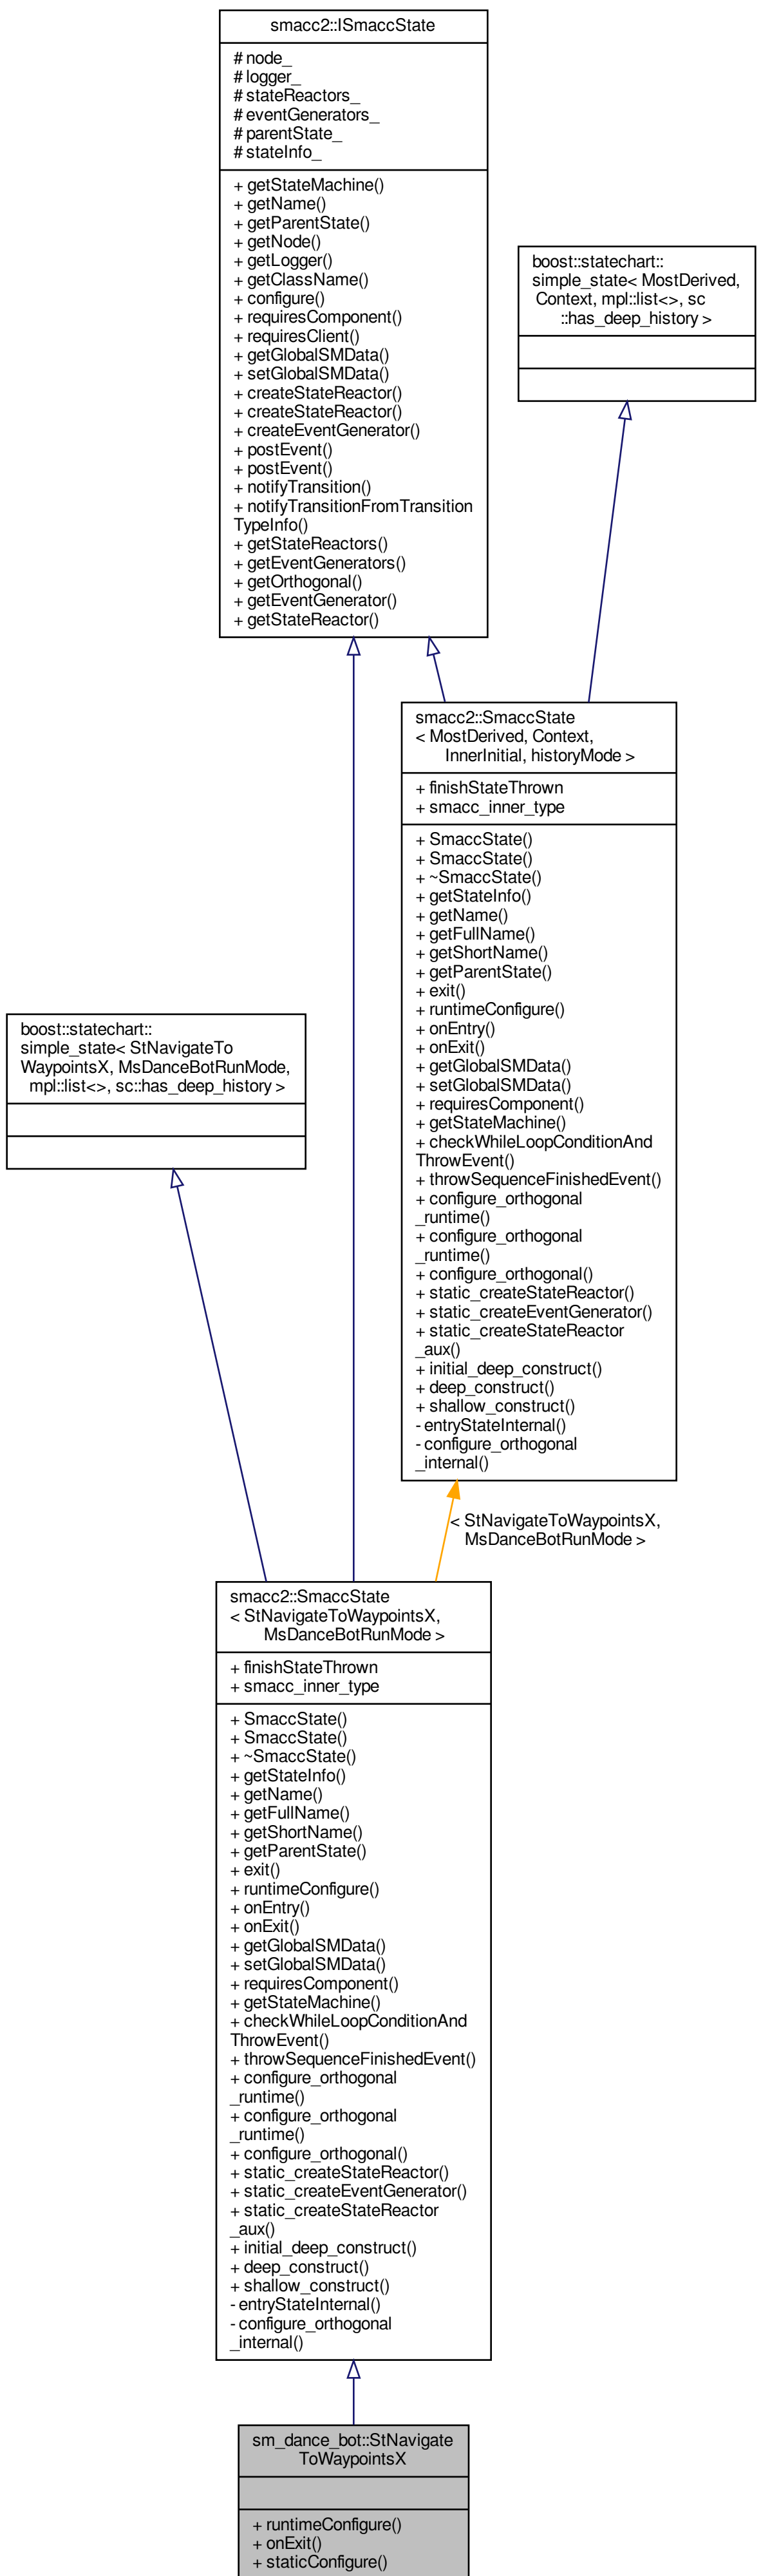 smacc2::ISmaccState
# node_
# logger_
# stateReactors_
# eventGenerators_
# parentState_
# stateInfo_
+ getStateMachine()
+ getName()
+ getParentState()
+ getNode()
+ getLogger()
+ getClassName()
+ configure()
+ requiresComponent()
+ requiresClient()
+ getGlobalSMData()
+ setGlobalSMData()
+ createStateReactor()
+ createStateReactor()
+ createEventGenerator()
+ postEvent()
+ postEvent()
+ notifyTransition()
+ notifyTransitionFromTransition
TypeInfo()
+ getStateReactors()
+ getEventGenerators()
+ getOrthogonal()
+ getEventGenerator()
+ getStateReactor()
boost::statechart::
simple_state< MostDerived,
Context, mpl::list<>, sc
::has_deep_history >
smacc2::SmaccState
< MostDerived, Context,
InnerInitial, historyMode >
+ finishStateThrown
+ smacc_inner_type
+ SmaccState()
+ SmaccState()
+ ~SmaccState()
+ getStateInfo()
+ getName()
+ getFullName()
+ getShortName()
+ getParentState()
+ exit()
+ runtimeConfigure()
+ onEntry()
+ onExit()
+ getGlobalSMData()
+ setGlobalSMData()
+ requiresComponent()
+ getStateMachine()
+ checkWhileLoopConditionAnd
ThrowEvent()
+ throwSequenceFinishedEvent()
+ configure_orthogonal
_runtime()
+ configure_orthogonal
_runtime()
+ configure_orthogonal()
+ static_createStateReactor()
+ static_createEventGenerator()
+ static_createStateReactor
_aux()
+ initial_deep_construct()
+ deep_construct()
+ shallow_construct()
- entryStateInternal()
- configure_orthogonal
_internal()
boost::statechart::
simple_state< StNavigateTo
WaypointsX, MsDanceBotRunMode,
mpl::list<>, sc::has_deep_history >
< StNavigateToWaypointsX,
MsDanceBotRunMode >
smacc2::SmaccState
< StNavigateToWaypointsX,
MsDanceBotRunMode >
+ finishStateThrown
+ smacc_inner_type
+ SmaccState()
+ SmaccState()
+ ~SmaccState()
+ getStateInfo()
+ getName()
+ getFullName()
+ getShortName()
+ getParentState()
+ exit()
+ runtimeConfigure()
+ onEntry()
+ onExit()
+ getGlobalSMData()
+ setGlobalSMData()
+ requiresComponent()
+ getStateMachine()
+ checkWhileLoopConditionAnd
ThrowEvent()
+ throwSequenceFinishedEvent()
+ configure_orthogonal
_runtime()
+ configure_orthogonal
_runtime()
+ configure_orthogonal()
+ static_createStateReactor()
+ static_createEventGenerator()
+ static_createStateReactor
_aux()
+ initial_deep_construct()
+ deep_construct()
+ shallow_construct()
- entryStateInternal()
- configure_orthogonal
_internal()
sm_dance_bot::StNavigate
ToWaypointsX
+ runtimeConfigure()
+ onExit()
+ staticConfigure()